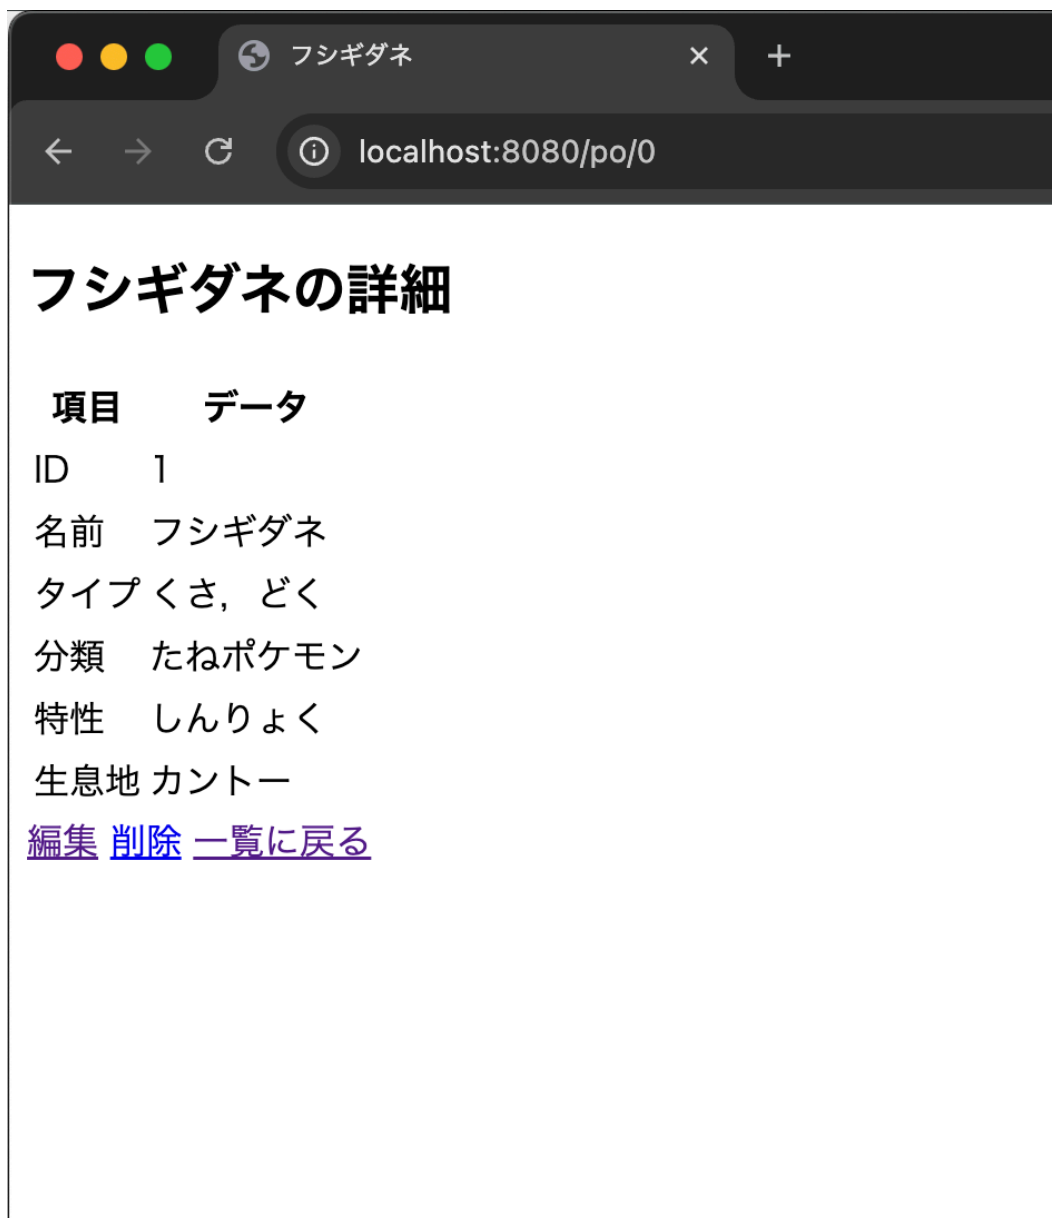 フシギダネ
localhost:8080/po/0
フシギダネの詳細
項目 データ
ID 1
名前 フシギダネ
タイプ くさ，どく
分類 たねポケモン
特性 しんりょく
生息地 カントー
編集 削除 一覧に戻る